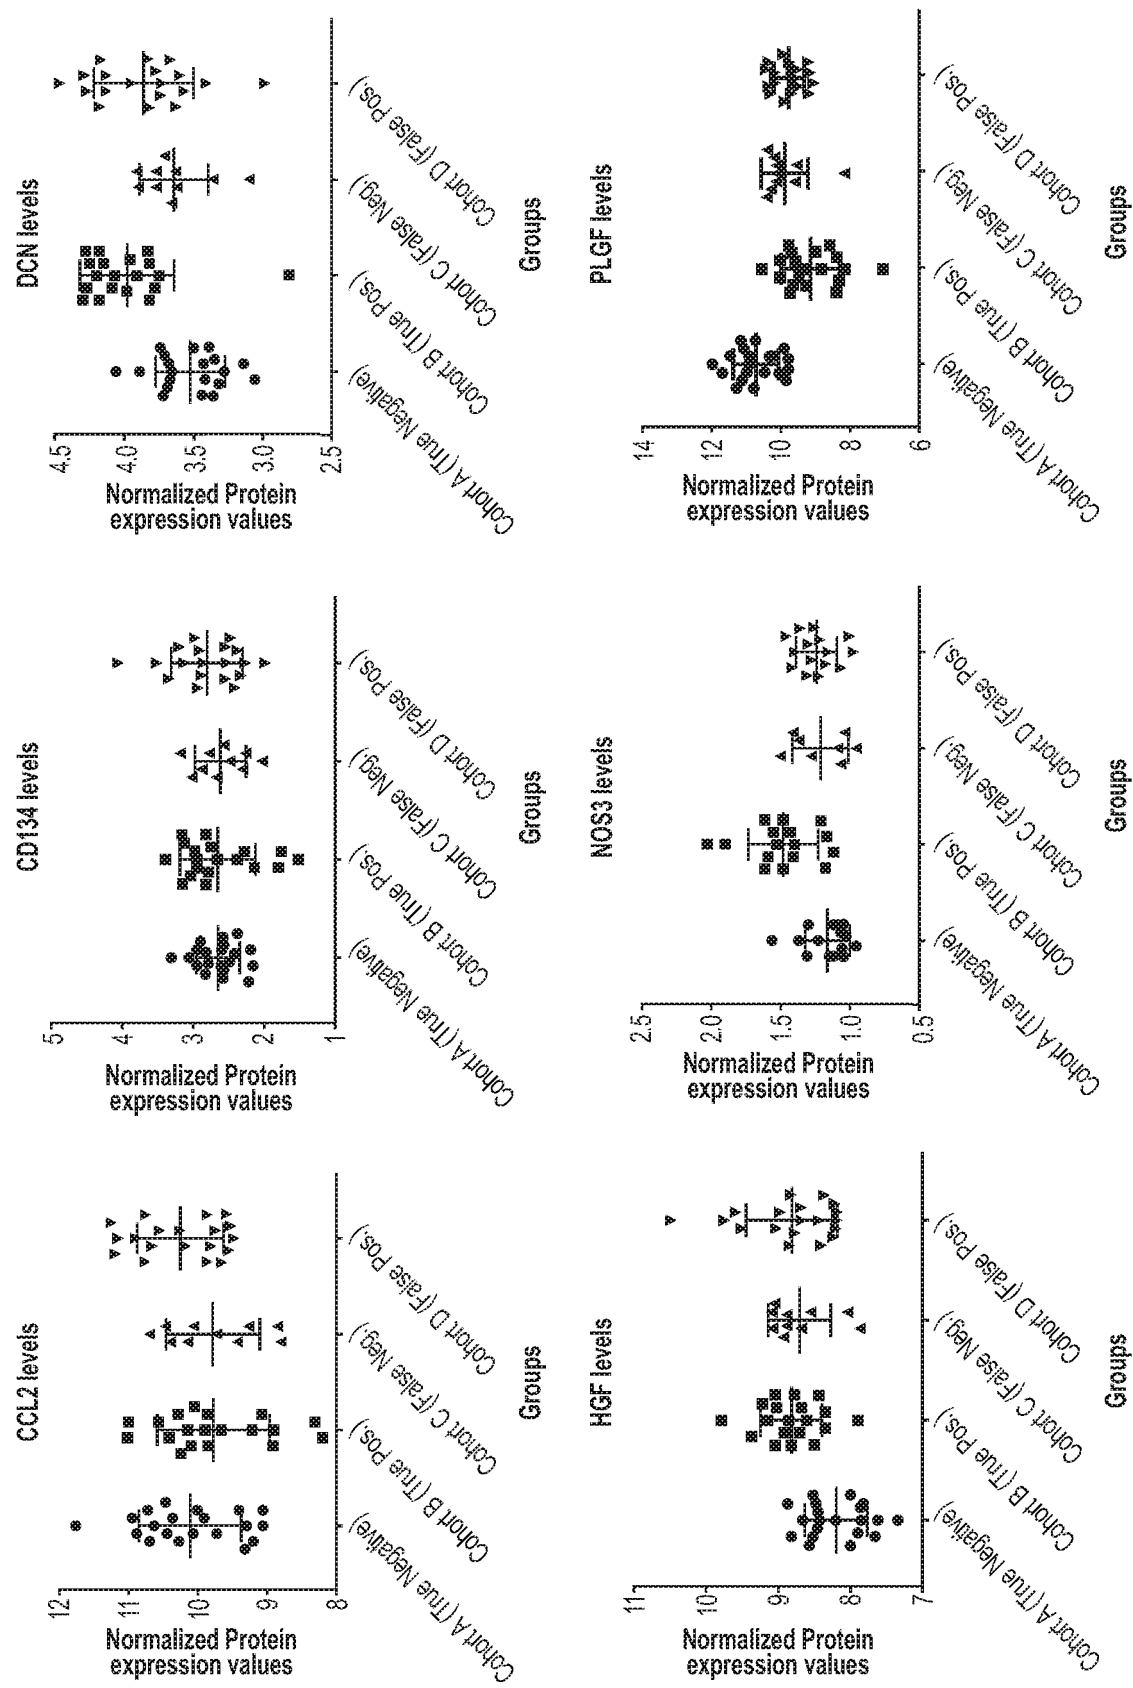 CCL2 levels
Normalized Protein
expression values
12
11
10
9
8
Cohort A (True Negative)
Cohort B (True Pos.)
Cohort C (False Neg.)
Cohort D (False Pos.)
Groups
CD134 levels
Normalized Protein
expression values
5
4
3
2
1
Cohort A (True Negative)
Cohort B (True Pos.)
Cohort C (False Neg.)
Cohort D (False Pos.)
Groups
DCN levels
Normalized Protein
expression values
4.5
4.0
3.5
3.0
2.5
Cohort A (True Negative)
Cohort B (True Pos.)
Cohort C (False Neg.)
Cohort D (False Pos.)
Groups
HGF levels
Normalized Protein
expression values
11
10
9
8
7
Cohort A (True Negative)
Cohort B (True Pos.)
Cohort C (False Neg.)
Cohort D (False Pos.)
Groups
NOS3 levels
Normalized Protein
expression values
2.5
2.0
1.5
1.0
0.5
Cohort A (True Negative)
Cohort B (True Pos.)
Cohort C (False Neg.)
Cohort D (False Pos.)
Groups
PLGF levels
Normalized Protein
expression values
14
12
10
8
6
Cohort A (True Negative)
Cohort B (True Pos.)
Cohort C (False Neg.)
Cohort D (False Pos.)
Groups